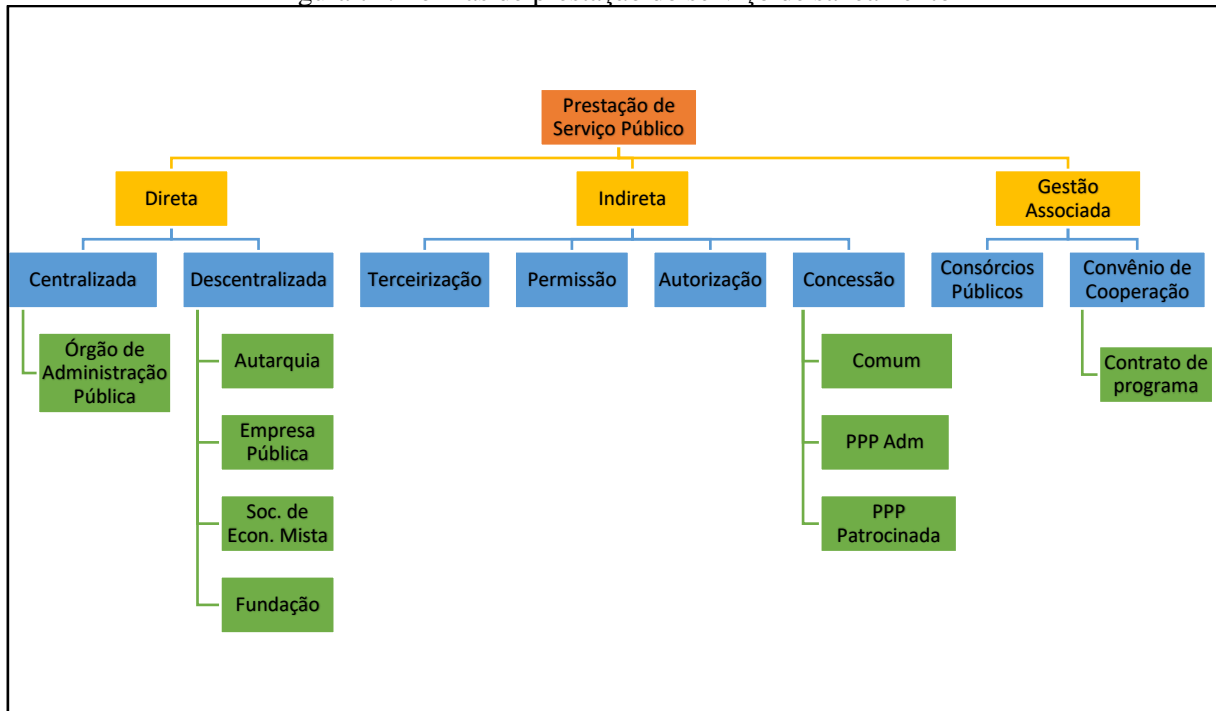 Prestação de
Serviço Público
Direta
Indireta
Gestão
Associada
Centralizada
Descentralizada
Terceirização
Permissão
Autorização
Concessão
Consórcios
Públicos
Convênio de
Cooperação
Órgão de
Administração
Pública
Autarquia
Empresa
Pública
Soc. de
Econ. Mista
Fundação
Comum
PPP Adm
PPP
Patrocinada
Contrato de
programa